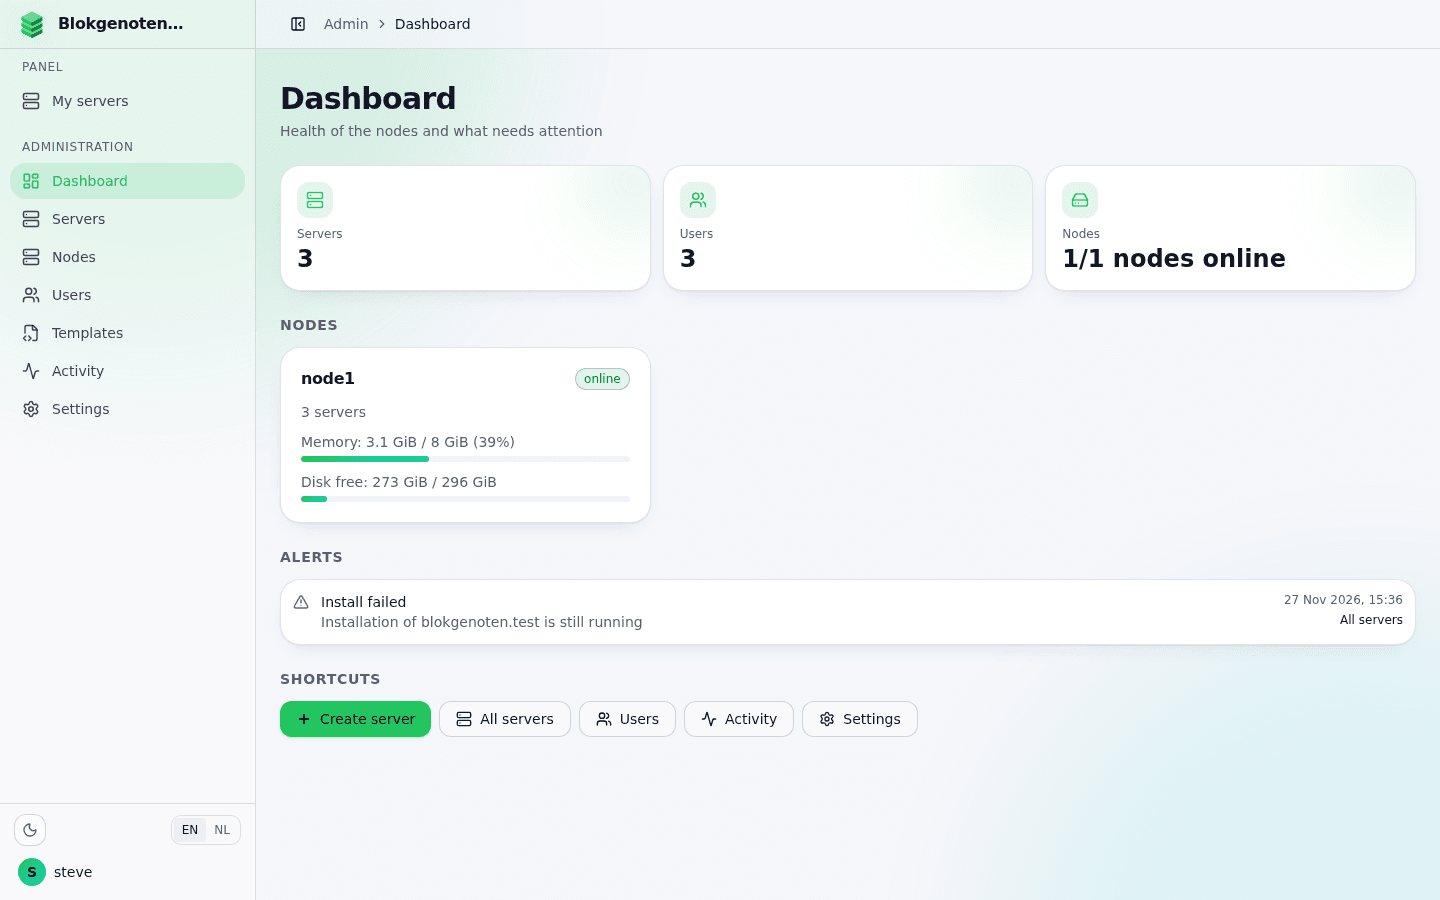 Blokgenoten...
PANEL
My servers
ADMINISTRATION
Dashboard
Servers
Nodes
Users
Templates
Activity
Settings
EN NL
S steve
Admin > Dashboard
Dashboard
Health of the nodes and what needs attention
Servers
3
Users
3
Nodes
1/1 nodes online
NODES
node1 online
3 servers
Memory: 3.1 GiB / 8 GiB (39%)
Disk free: 273 GiB / 296 GiB
ALERTS
Install failed 27 Nov 2026, 15:36
Installation of blokgenoten.test is still running All servers
SHORTCUTS
+ Create server All servers Users Activity Settings